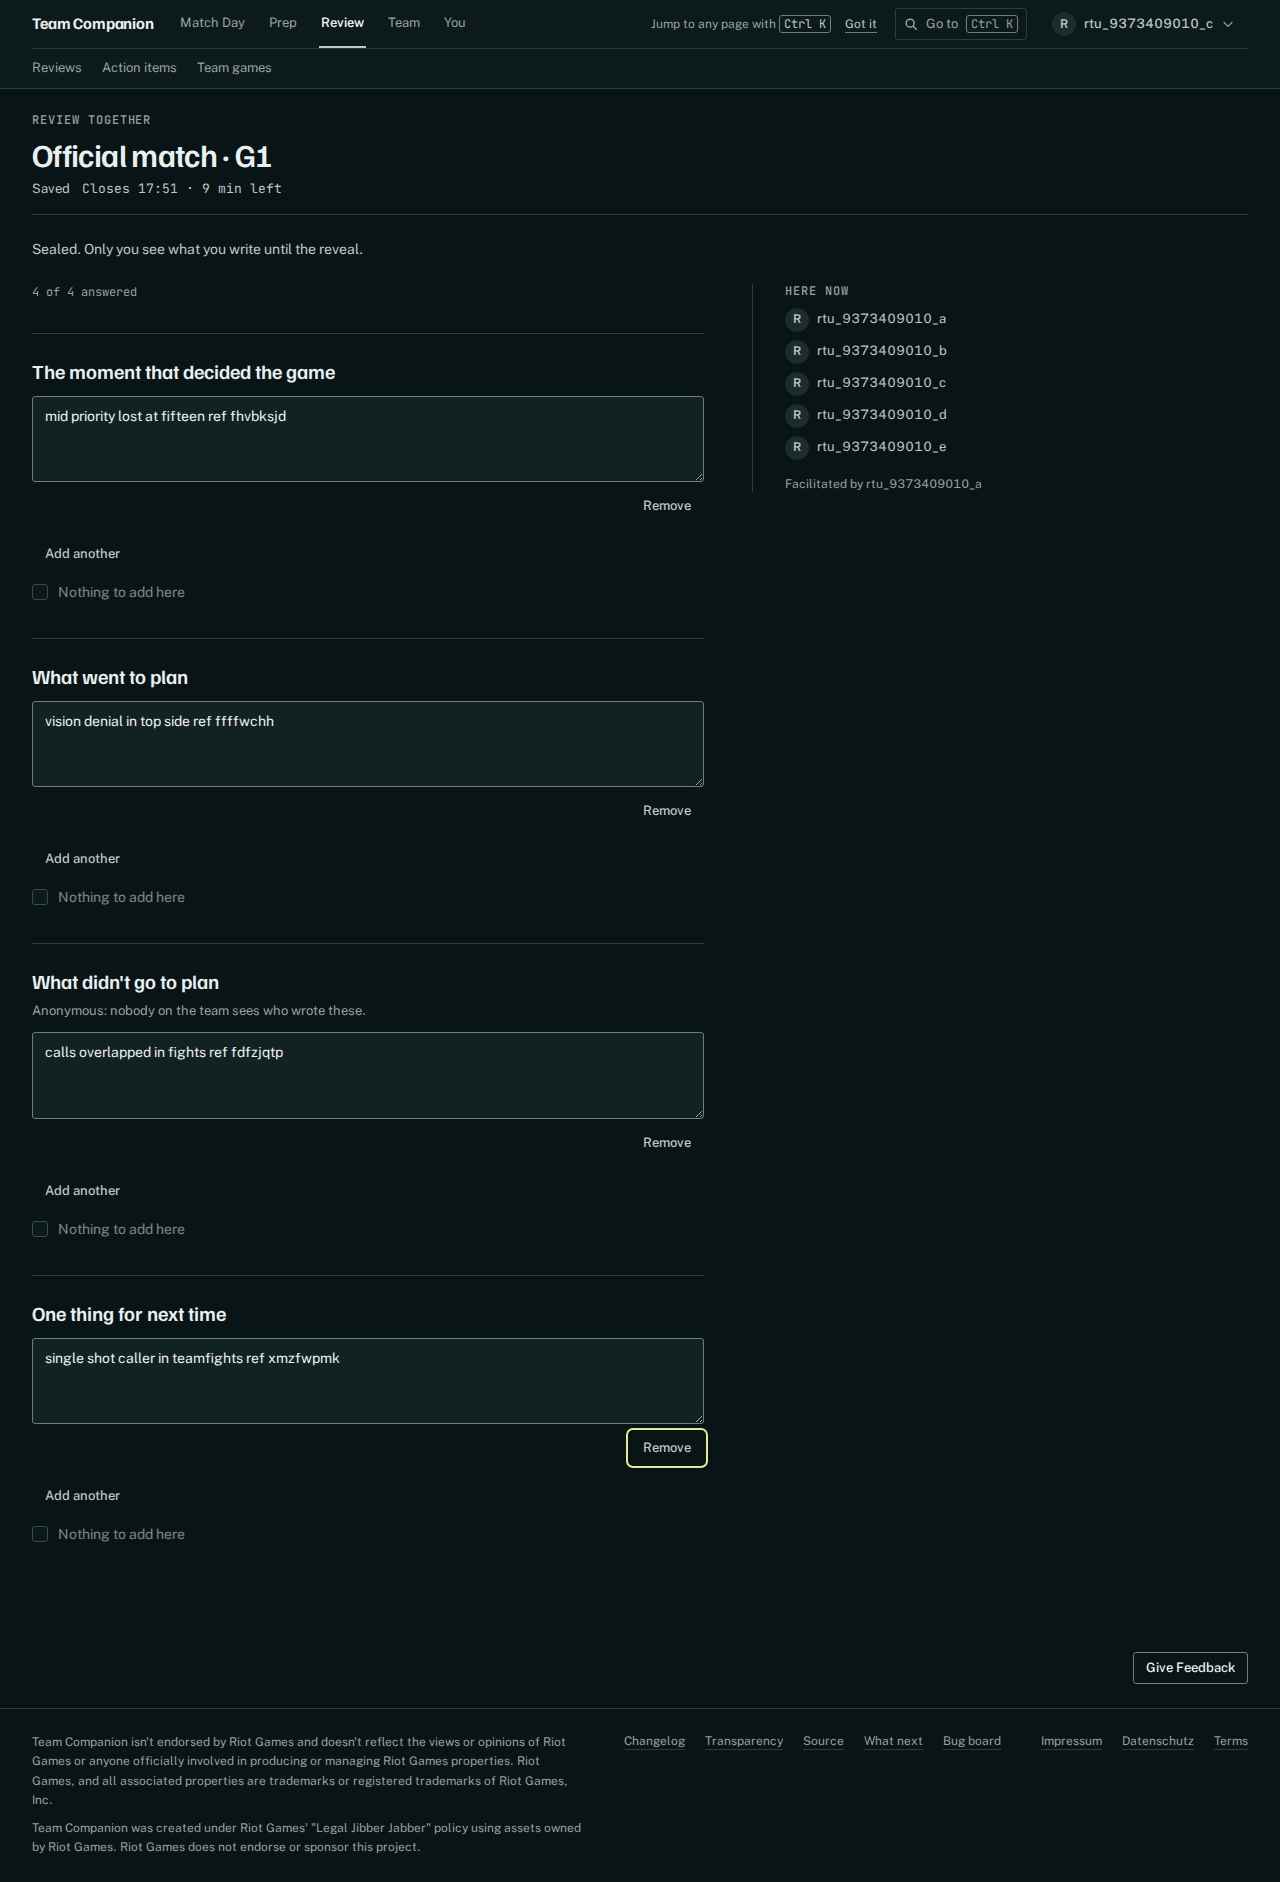 Team Companion Match Day Prep Review Team You Jump to any page with Ctrl K Got it Go to Ctrl K R rtu_9373409010_c
Reviews Action items Team games
REVIEW TOGETHER
Official match · G1
Saved Closes 17:51 · 9 min left
Sealed. Only you see what you write until the reveal.
4 of 4 answered
The moment that decided the game
mid priority lost at fifteen ref fhvbksjd
Remove
Add another
Nothing to add here
What went to plan
vision denial in top side ref ffffwchh
Remove
Add another
Nothing to add here
What didn't go to plan
Anonymous: nobody on the team sees who wrote these.
calls overlapped in fights ref fdfzjqtp
Remove
Add another
Nothing to add here
One thing for next time
single shot caller in teamfights ref xmzfwpmk
Remove
Add another
Nothing to add here
HERE NOW
R rtu_9373409010_a
R rtu_9373409010_b
R rtu_9373409010_c
R rtu_9373409010_d
R rtu_9373409010_e
Facilitated by rtu_9373409010_a
Give Feedback
Team Companion isn't endorsed by Riot Games and doesn't reflect the views or opinions of Riot
Games or anyone officially involved in producing or managing Riot Games properties. Riot
Games, and all associated properties are trademarks or registered trademarks of Riot Games,
Inc.
Team Companion was created under Riot Games' "Legal Jibber Jabber" policy using assets owned
by Riot Games. Riot Games does not endorse or sponsor this project.
Changelog Transparency Source What next Bug board Impressum Datenschutz Terms